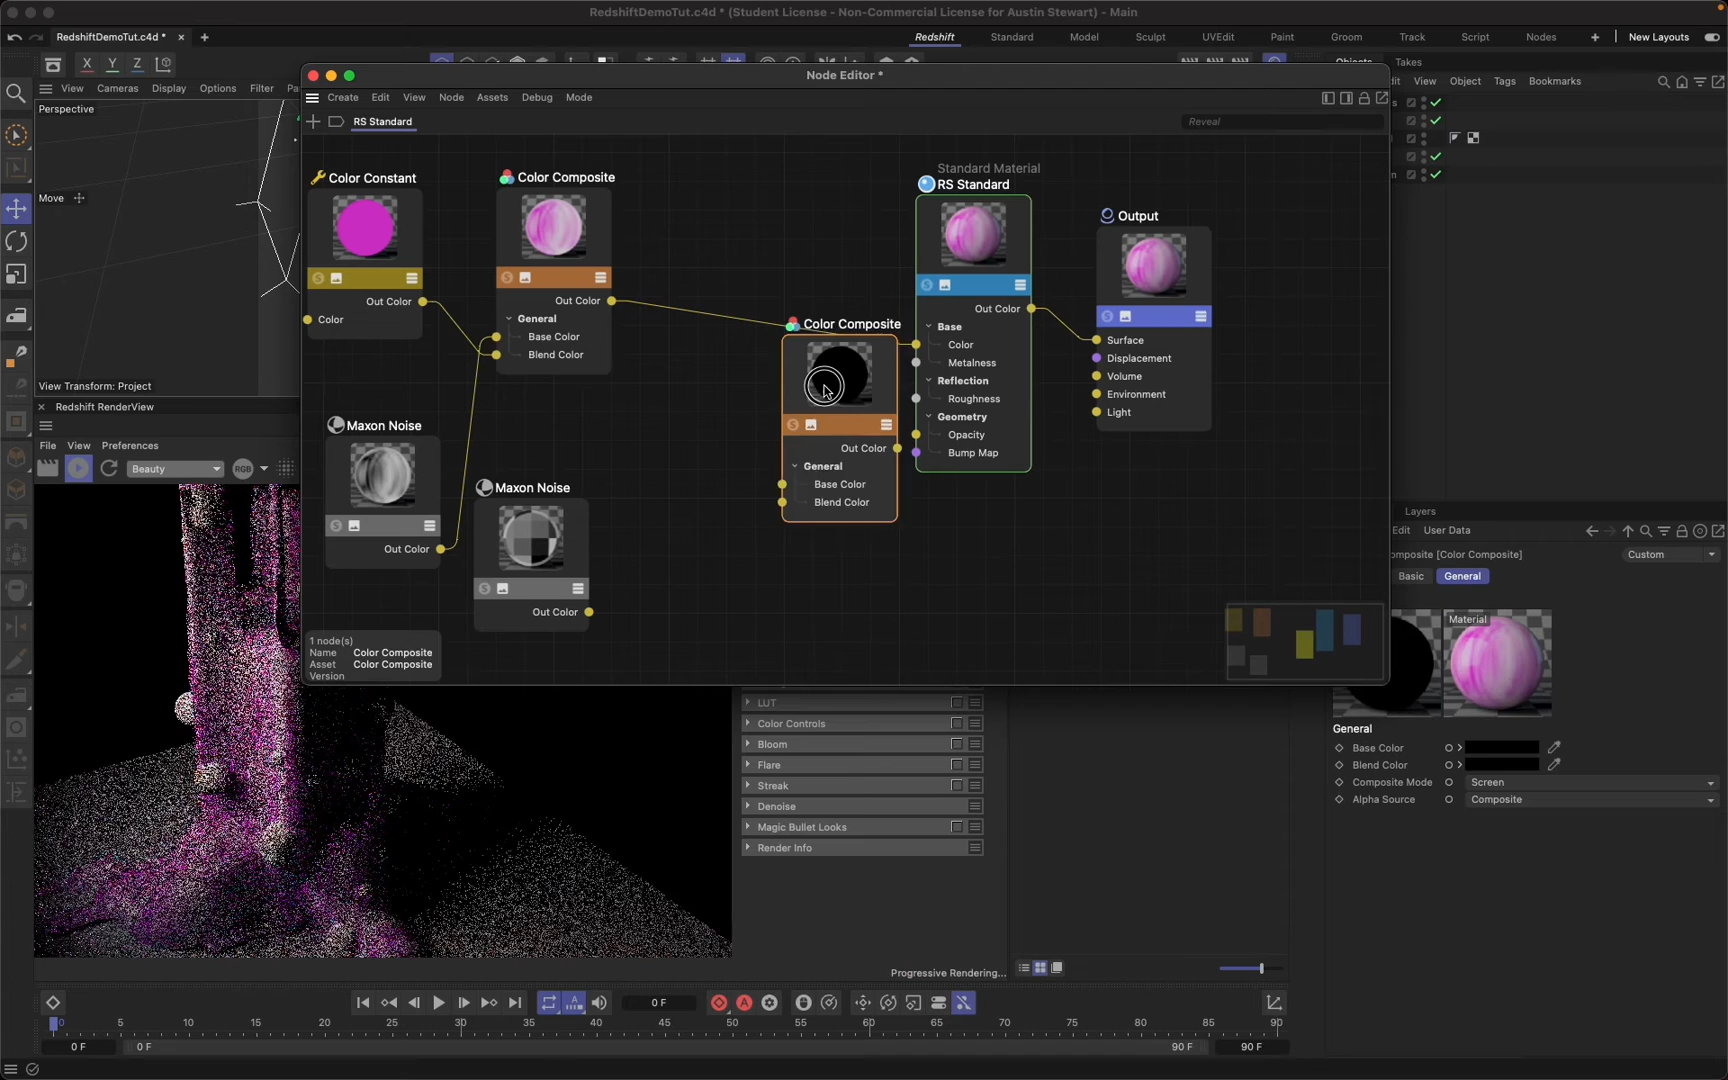 RedshiftDemoTut.c4d * (Student License - Non-Commercial License for Austin Stewart) - Main
RedshiftDemoTut.c4d *
Redshift
Standard
Model
Sculpt
UVEdit
Paint
Groom
Track
Script
Nodes
New Layouts
X Y Z
Node Editor *
Takes
View
Cameras
Display
Options
Filter
View
Object
Tags
Bookmarks
Create
Edit
View
Node
Assets
Debug
Mode
Perspective
RS Standard
Reveal
Move
Color Constant
Out Color
Color
Color Composite
Out Color
General
Base Color
Blend Color
Standard Material
RS Standard
Out Color
Base
Color
Metalness
Reflection
Roughness
Geometry
Opacity
Bump Map
Output
Surface
Displacement
Volume
Environment
Light
Color Composite
Out Color
General
Base Color
Blend Color
Maxon Noise
Out Color
Maxon Noise
Out Color
View Transform: Project
Redshift RenderView
File
View
Preferences
Beauty
RGB
1 node(s)
Name Color Composite
Asset Color Composite
Version
Layers
Edit
User Data
omposite [Color Composite]
Custom
Basic
General
Material
General
Base Color
Blend Color
Composite Mode
Screen
Alpha Source
Composite
LUT
Color Controls
Bloom
Flare
Streak
Denoise
Magic Bullet Looks
Render Info
Progressive Rendering...
0 F
0 5 10 15 20 25 30 35 40 45 50 55 60 65 70 75 80 85 90
0 F
0 F
90 F
90 F